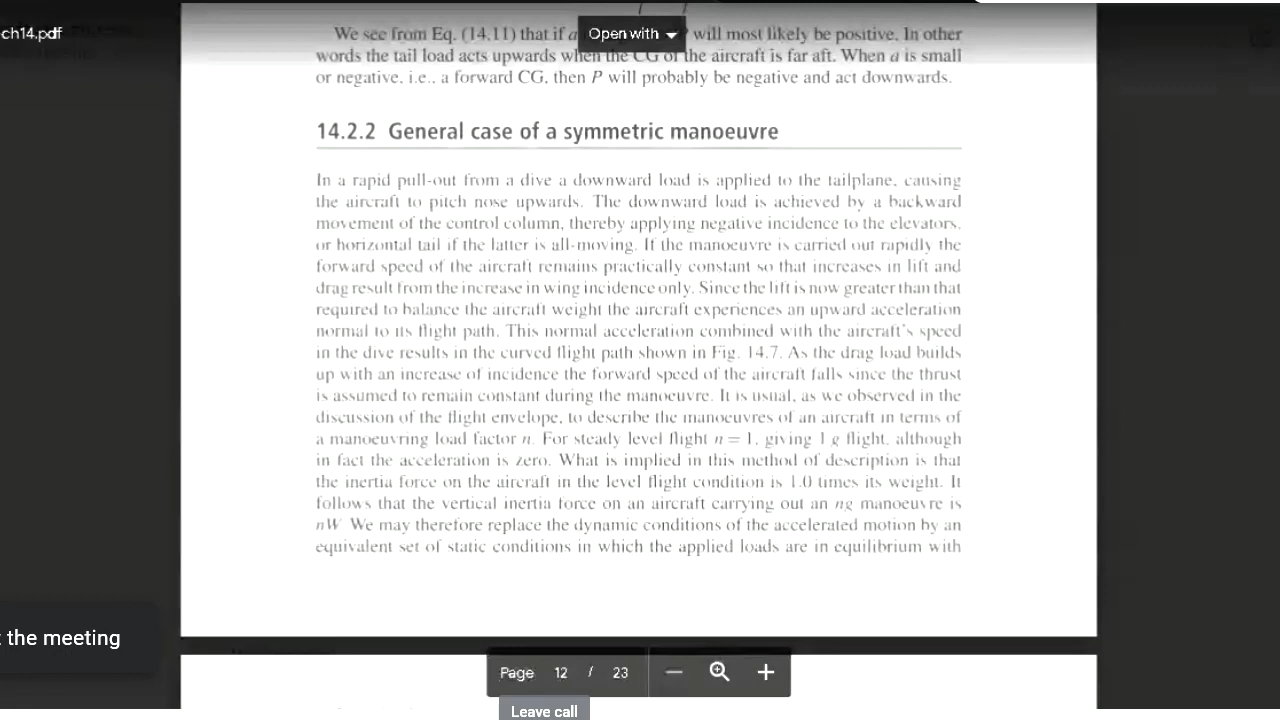 -ch14.pdf
Open with
We see from Eq. (14.11) that if a will most likely be positive. In other
words the tail load acts upwards when the CG of the aircraft is far aft. When a is small
or negative, i.e., a forward CG, then P will probably be negative and act downwards.
14.2.2 General case of a symmetric manoeuvre
In a rapid pull-out from a dive a downward load is applied to the tailplane, causing
the aircraft to pitch nose upwards. The downward load is achieved by a backward
movement of the control column, thereby applying negative incidence to the elevators,
or horizontal tail if the latter is all-moving. If the manoeuvre is carried out rapidly the
forward speed of the aircraft remains practically constant so that increases in lift and
drag result from the increase in wing incidence only. Since the lift is now greater than that
required to balance the aircraft weight the aircraft experiences an upward acceleration
normal to its flight path. This normal acceleration combined with the aircraft's speed
in the dive results in the curved flight path shown in Fig. 14.7. As the drag load builds
up with an increase of incidence the forward speed of the aircraft falls since the thrust
is assumed to remain constant during the manoeuvre. It is usual, as we observed in the
discussion of the flight envelope, to describe the manoeuvres of an aircraft in terms of
a manoeuvring load factor n. For steady level flight n = 1, giving 1 g flight, although
in fact the acceleration is zero. What is implied in this method of description is that
the inertia force on the aircraft in the level flight condition is 1.0 times its weight. It
follows that the vertical inertia force on an aircraft carrying out an ng manoeuvre is
nW. We may therefore replace the dynamic conditions of the accelerated motion by an
equivalent set of static conditions in which the applied loads are in equilibrium with
the meeting
Page 12 / 23
Leave call